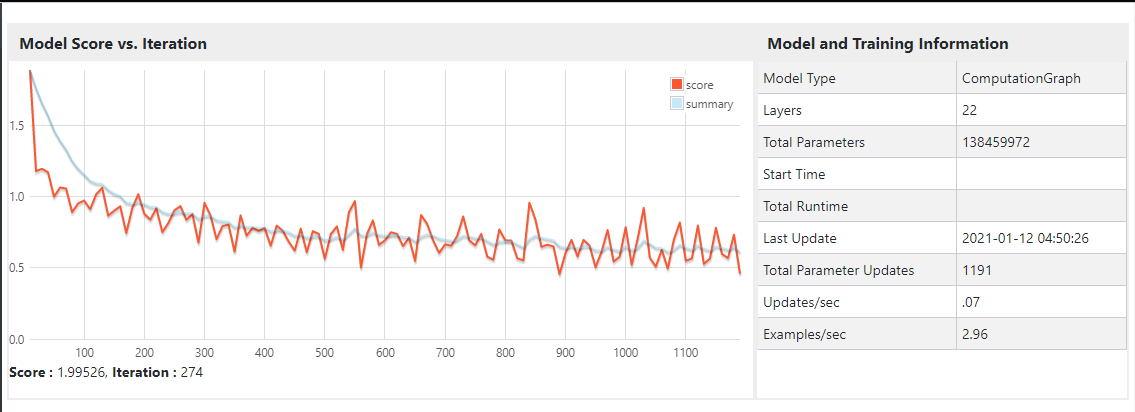 Model Score vs. Iteration
score
summary
1.5
1.0
0.5
0.0
100 200 300 400 500 600 700 800 900 1000 1100
Score : 1.99526, Iteration : 274
Model and Training Information
Model Type ComputationGraph
Layers 22
Total Parameters 138459972
Start Time
Total Runtime
Last Update 2021-01-12 04:50:26
Total Parameter Updates 1191
Updates/sec .07
Examples/sec 2.96